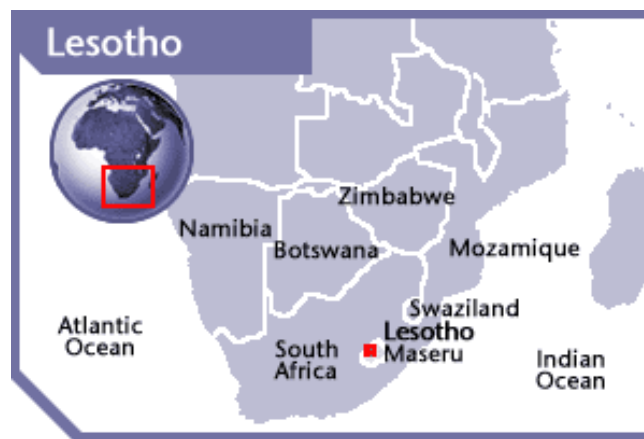 Lesotho
Zimbabwe
Namibia
Botswana
Mozamique
Swaziland
Lesotho
Maseru
South
Africa
Atlantic
Ocean
Indian
Ocean